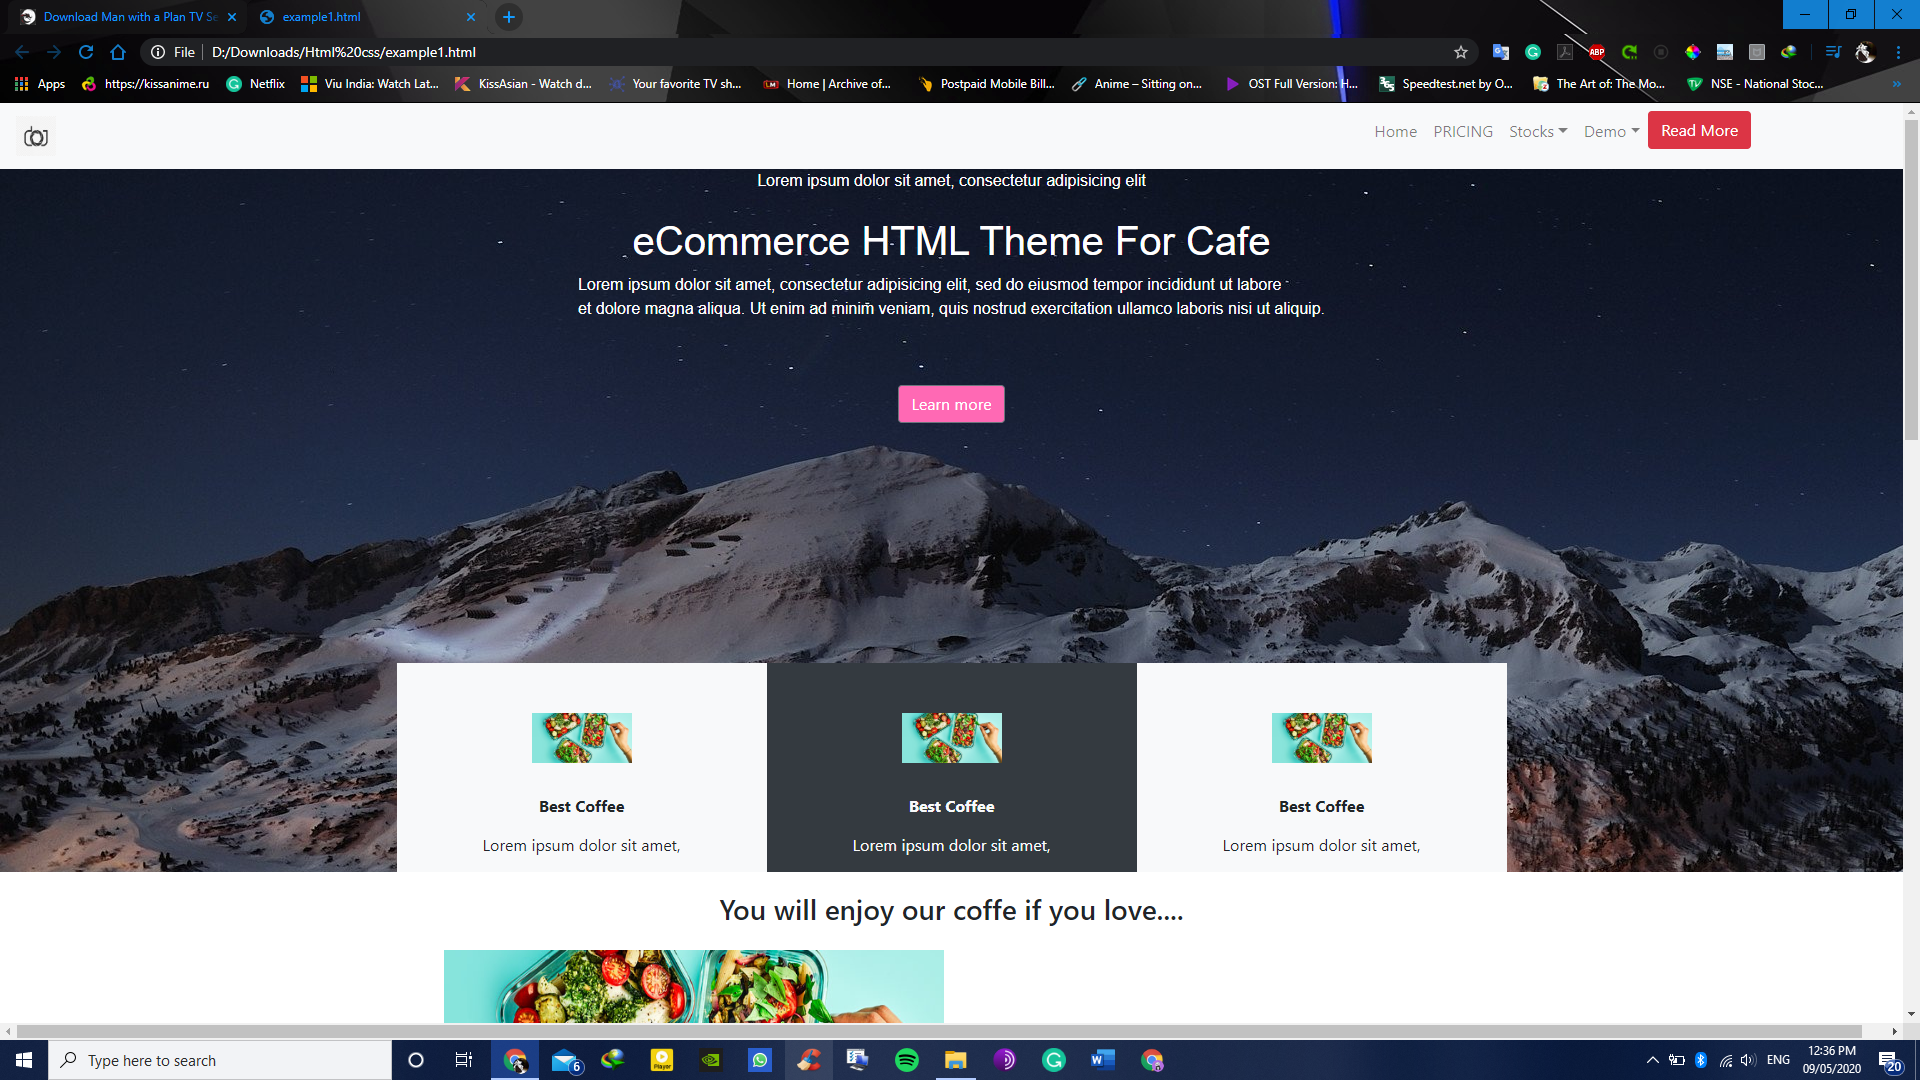 Download Man with a Plan TV Se
example1.html
File
D:/Downloads/Html%20css/example1.html
ABP
Apps
https://kissanime.ru
Netflix
Viu India: Watch Lat...
KissAsian - Watch d...
Your favorite TV sh...
LM
Home | Archive of...
Postpaid Mobile Bill...
Anime – Sitting on...
OST Full Version: H...
Speedtest.net by O...
The Art of: The Mo...
NSE - National Stoc...
Home
PRICING
Stocks
Demo
Read More
Lorem ipsum dolor sit amet, consectetur adipisicing elit
eCommerce HTML Theme For Cafe
Lorem ipsum dolor sit amet, consectetur adipisicing elit, sed do eiusmod tempor incididunt ut labore
et dolore magna aliqua. Ut enim ad minim veniam, quis nostrud exercitation ullamco laboris nisi ut aliquip.
Learn more
Best Coffee
Lorem ipsum dolor sit amet,
Best Coffee
Lorem ipsum dolor sit amet,
Best Coffee
Lorem ipsum dolor sit amet,
You will enjoy our coffe if you love....
Type here to search
6
Player
ENG
12:36 PM
09/05/2020
20